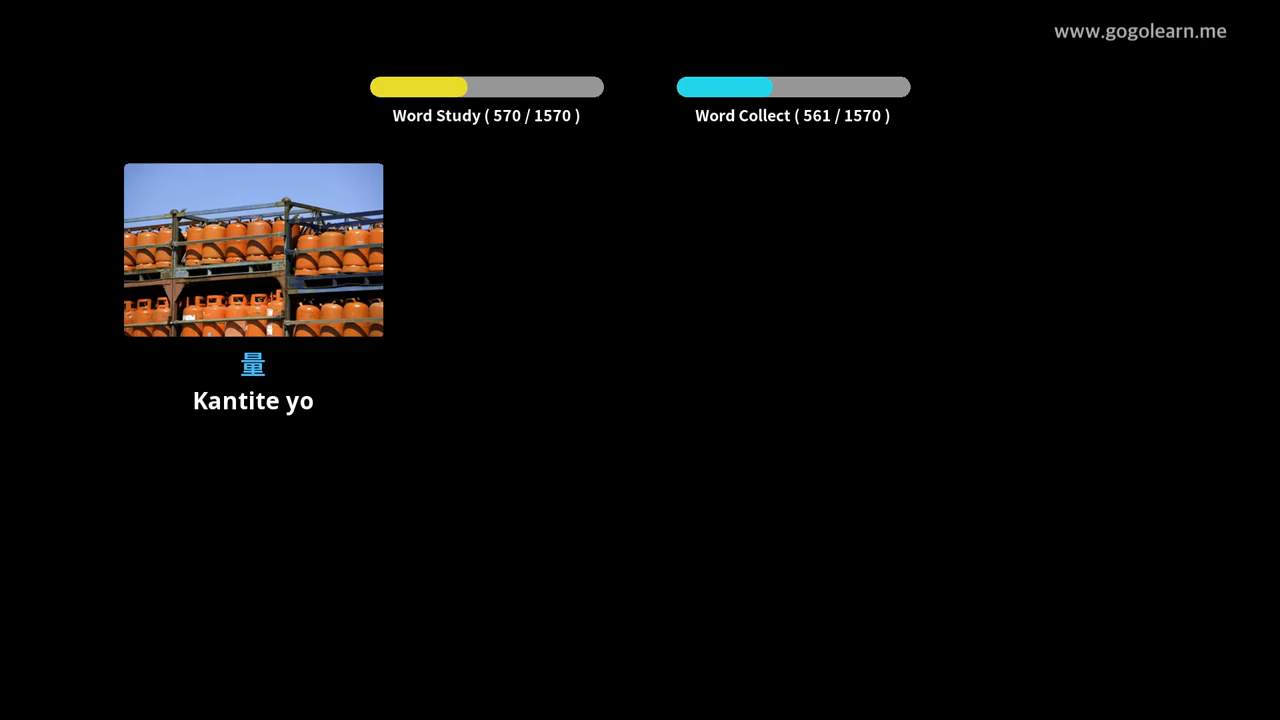 www.gogolearn.me
Word Study ( 570 / 1570 )
Word Collect ( 561 / 1570 )
量
Kantite yo